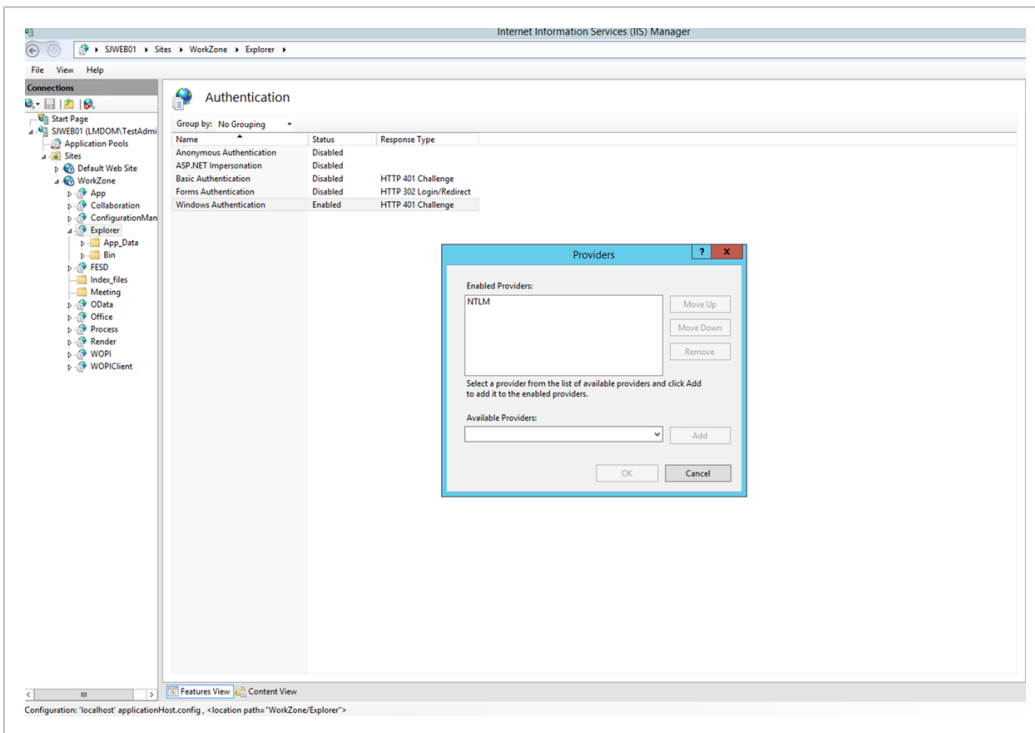 Internet Information Services (IIS) Manager
SJWEB01 Sites WorkZone Explorer
File View Help
Connections
Start Page
SJWEB01 (LMDOM\TestAdmi
Application Pools
Sites
Default Web Site
WorkZone
App
Collaboration
ConfigurationMan
Explorer
App_Data
Bin
FESD
Index_files
Meeting
OData
Office
Process
Render
WOPI
WOPIClient
Authentication
Group by: No Grouping
Name Status Response Type
Anonymous Authentication Disabled
ASP.NET Impersonation Disabled
Basic Authentication Disabled HTTP 401 Challenge
Forms Authentication Disabled HTTP 302 Login/Redirect
Windows Authentication Enabled HTTP 401 Challenge
Providers
? x
Enabled Providers:
NTLM
Move Up
Move Down
Remove
Select a provider from the list of available providers and click Add
to add it to the enabled providers.
Available Providers:
Add
OK Cancel
Features View Content View
Configuration: 'localhost' applicationHost.config , <location path="WorkZone/Explorer">